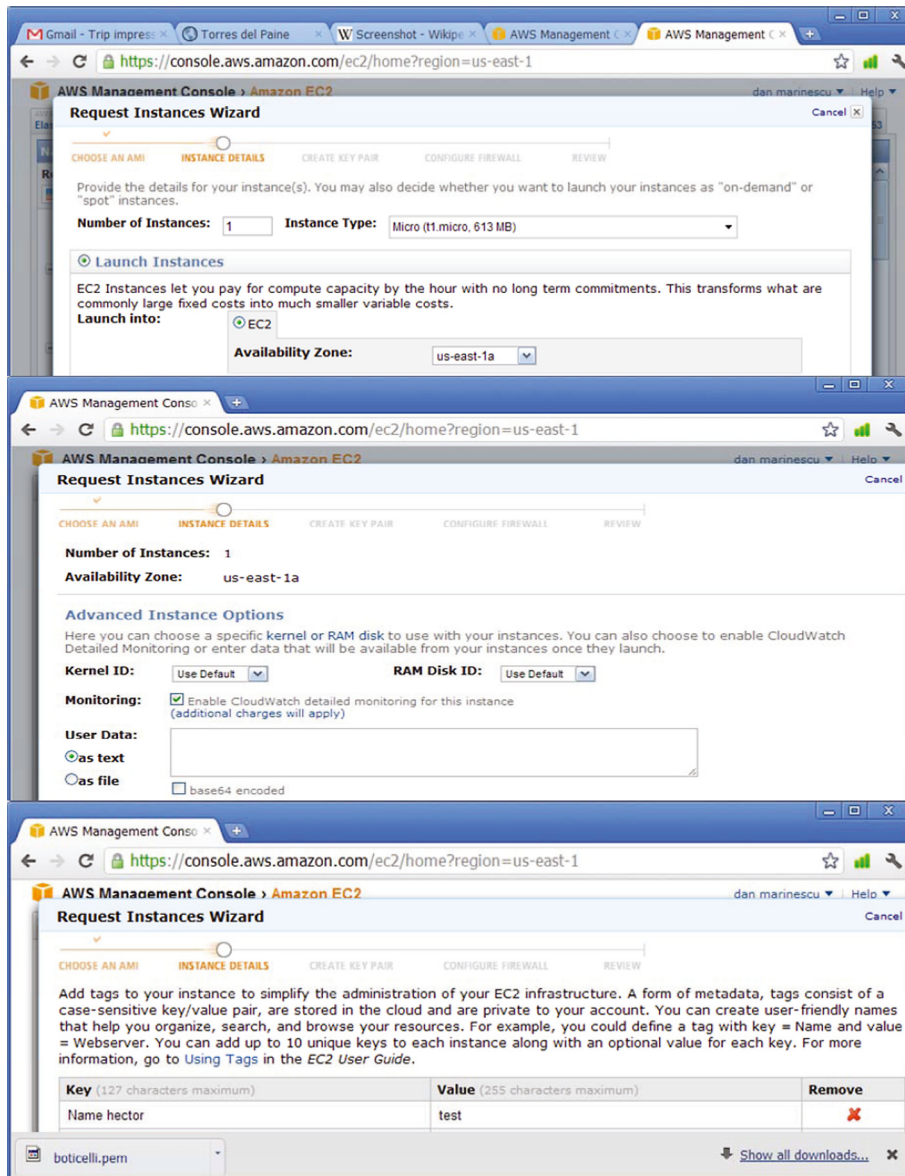 Gmail - Trip impress
Torres del Paine
Screenshot - Wikipe
AWS Management C
AWS Management C
https://console.aws.amazon.com/ec2/home?region=us-east-1
AWS Management Console > Amazon EC2
dan marinescu
Help
Request Instances Wizard
Cancel
CHOOSE AN AMI INSTANCE DETAILS CREATE KEY PAIR CONFIGURE FIREWALL REVIEW
Provide the details for your instance(s). You may also decide whether you want to launch your instances as "on-demand" or
"spot" instances.
Number of Instances: 1 Instance Type: Micro (t1.micro, 613 MB)
Launch Instances
EC2 Instances let you pay for compute capacity by the hour with no long term commitments. This transforms what are
commonly large fixed costs into much smaller variable costs.
Launch into:
EC2
Availability Zone: us-east-1a
AWS Management Conso
https://console.aws.amazon.com/ec2/home?region=us-east-1
AWS Management Console > Amazon EC2
dan marinescu
Help
Request Instances Wizard
Cancel
CHOOSE AN AMI INSTANCE DETAILS CREATE KEY PAIR CONFIGURE FIREWALL REVIEW
Number of Instances: 1
Availability Zone: us-east-1a
Advanced Instance Options
Here you can choose a specific kernel or RAM disk to use with your instances. You can also choose to enable CloudWatch
Detailed Monitoring or enter data that will be available from your instances once they launch.
Kernel ID: Use Default RAM Disk ID: Use Default
Monitoring: Enable CloudWatch detailed monitoring for this instance
(additional charges will apply)
User Data:
as text
as file
base64 encoded
AWS Management Conso
https://console.aws.amazon.com/ec2/home?region=us-east-1
AWS Management Console > Amazon EC2
dan marinescu
Help
Request Instances Wizard
Cancel
CHOOSE AN AMI INSTANCE DETAILS CREATE KEY PAIR CONFIGURE FIREWALL REVIEW
Add tags to your instance to simplify the administration of your EC2 infrastructure. A form of metadata, tags consist of a
case-sensitive key/value pair, are stored in the cloud and are private to your account. You can create user-friendly names
that help you organize, search, and browse your resources. For example, you could define a tag with key = Name and value
= Webserver. You can add up to 10 unique keys to each instance along with an optional value for each key. For more
information, go to Using Tags in the EC2 User Guide.
Key (127 characters maximum) Value (255 characters maximum) Remove
Name hector test
boticelli.pem
Show all downloads...